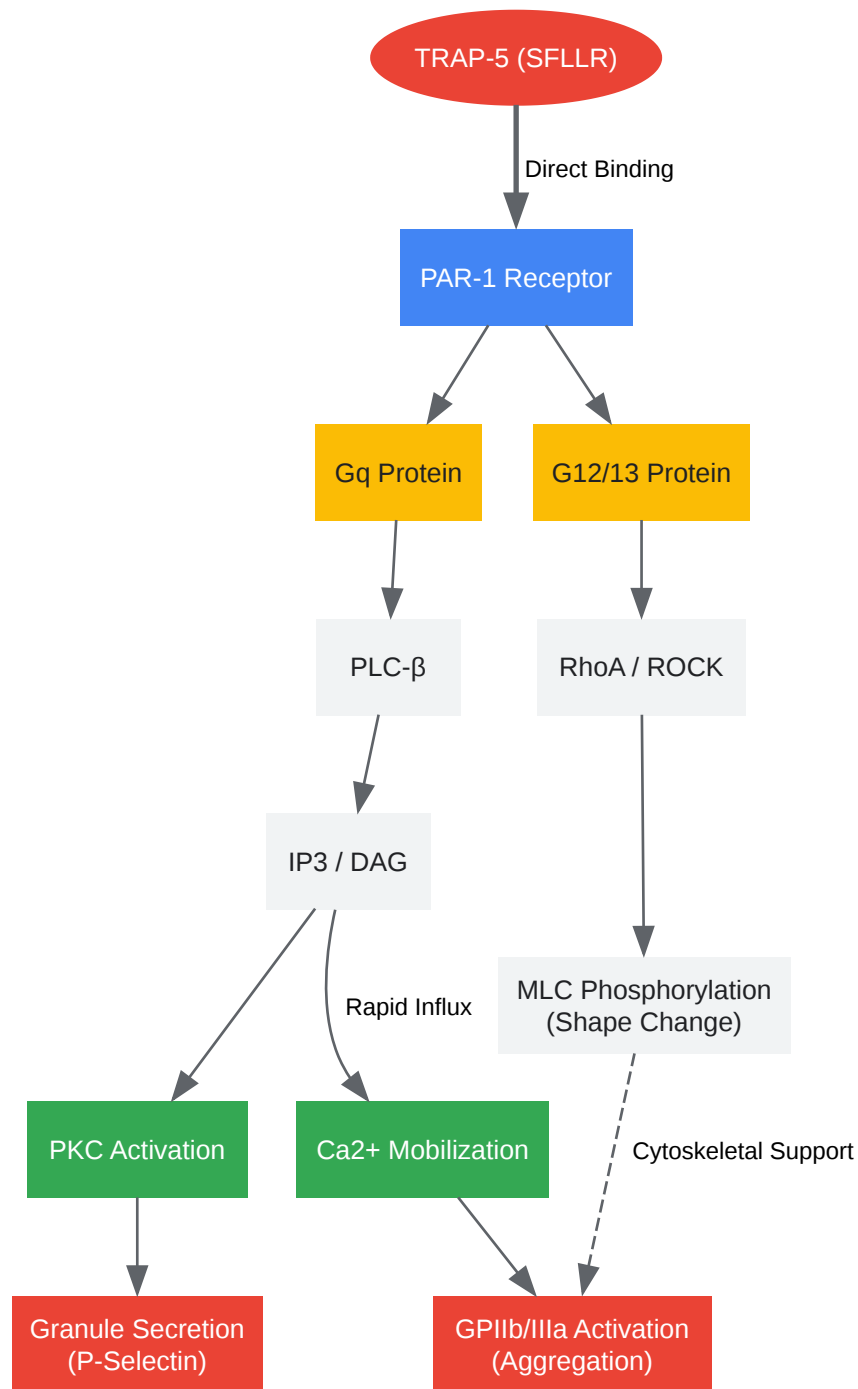 TRAP-5 (SFLLR)
Direct Binding
PAR-1 Receptor
Gq Protein
G12/13 Protein
PLC-β
RhoA / ROCK
IP3 / DAG
MLC Phosphorylation
(Shape Change)
Rapid Influx
PKC Activation
Ca2+ Mobilization
Cytoskeletal Support
Granule Secretion
(P-Selectin)
GPIIb/IIIa Activation
(Aggregation)